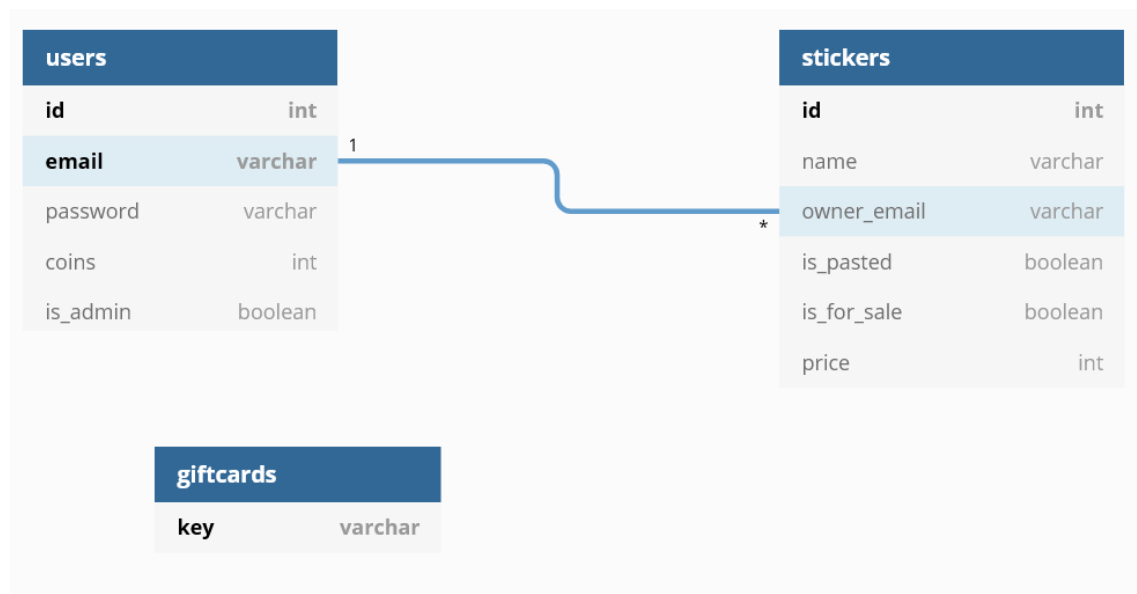 users
id int
email varchar
password varchar
coins int
is_admin boolean
1
*
stickers
id int
name varchar
owner_email varchar
is_pasted boolean
is_for_sale boolean
price int
giftcards
key varchar